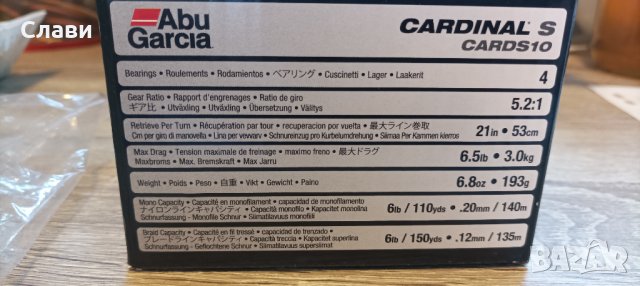 Слави
Abu
Garcia
CARDINAL S
CARDS10
Bearings • Roulements • Rodamientos • ベアリング • Cuscinetti • Lager • Laakerit
4
Gear Ratio • Rapport d'engrenages • Ratio de giro
ギア比 • Utväxling • Utväxling • Übersetzung • Välitys
5.2:1
Retrieve Per Turn • Récupération par tour • recuperacion por vuelta • 最大ライン巻取
Cm per giro di manovella • Lina per vevvarv • Schnureinzug pro Kurbelumdrehung • Siimaa Per Kammen kierros
21in • 53cm
Max Drag • Tension maximale de freinage • maximo freno • 最大ドラグ
Maxbroms • Max. Bremskraft • Max Jarru
6.5lb • 3.0kg
Weight • Poids • Peso • 自重 • Vikt • Gewicht • Paino
6.8oz • 193g
Mono Capacity • Capacité en monofilament • capacidad de monofilamento
ナイロンラインキャパシティ • Capacità monofilo • Kapacitet monolina
Schnurfassung - Monofile Schnur • Siimatilavuus monofiili
6lb / 110yds • .20mm / 140m
Braid Capacity • Capacité en fil tressé • capacidad de trenzado •
ブレードラインキャパシティ • Capacità treccia • Kapacitet superlina
Schnurfassung - Geflochtene Schnur • Siimatilavuus supersiimat
6lb / 150yds • .12mm / 135m
bazar